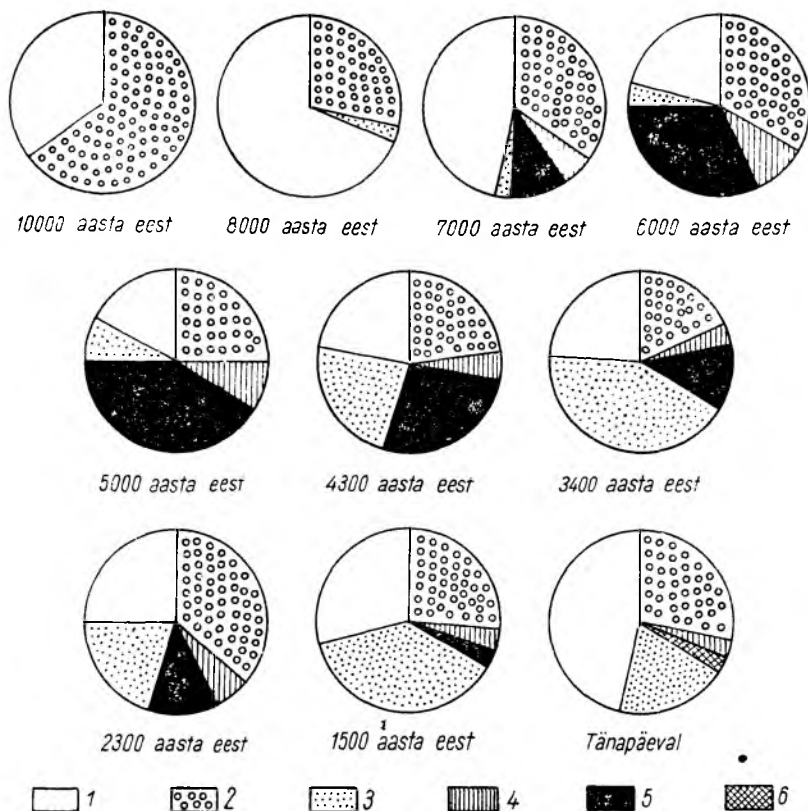 10000 aasta eest 8000 aasta eest 7000 aasta eest 6000 aasta eest
5000 aasta eest 4300 aasta eest 3400 aasta eest
2300 aasta eest 1500 aasta eest Tänapäeval
1 2 3 4 5 6